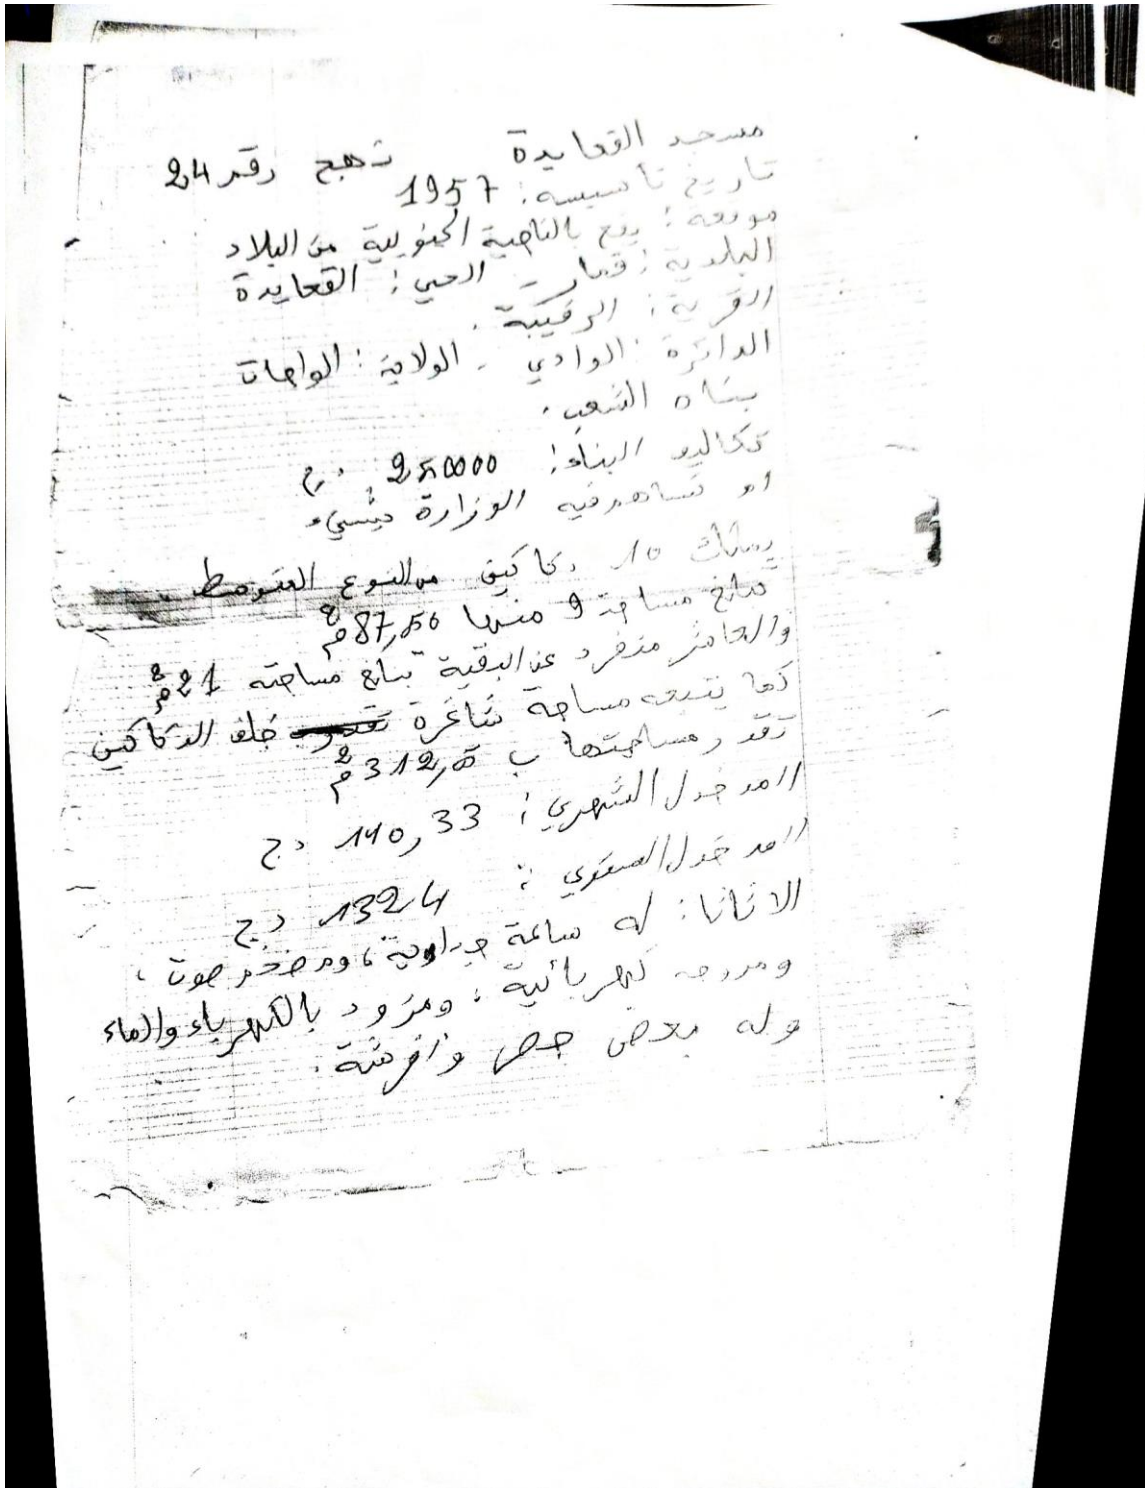 مسجد القعايدة نهج رقم 24
تاريخ تأسيسه: 1957
موقعه: يقع بالناحية الجنوبية من البلاد
البلدية: قمار - الحي: القعايدة
القرية: الرقيبة.
الدائرة: الوادي - الولاية: الواحات
بناه الشعب.
تكاليف البناء: دج
لم تساهم فيه الوزارة بشيء
يملك 10 دكاكين من النوع المتوسط
تبلغ مساحة 9 منها 87,50 م2
والعاشر منفرد عن البقية تبلغ مساحته 21 م2
كما يتبعه مساحة شاغرة خلف الدكاكين
تقدر مساحتها ب م2
المدخول الشهري: 110,33 دج
المدخول السنوي: 1324 دج
الاثاث: له ساعة جدارية، ومضخم صوت،
ومروحة كهربائية، ومزود بالكهرباء والماء
وله بعض حصر وأفرشة.